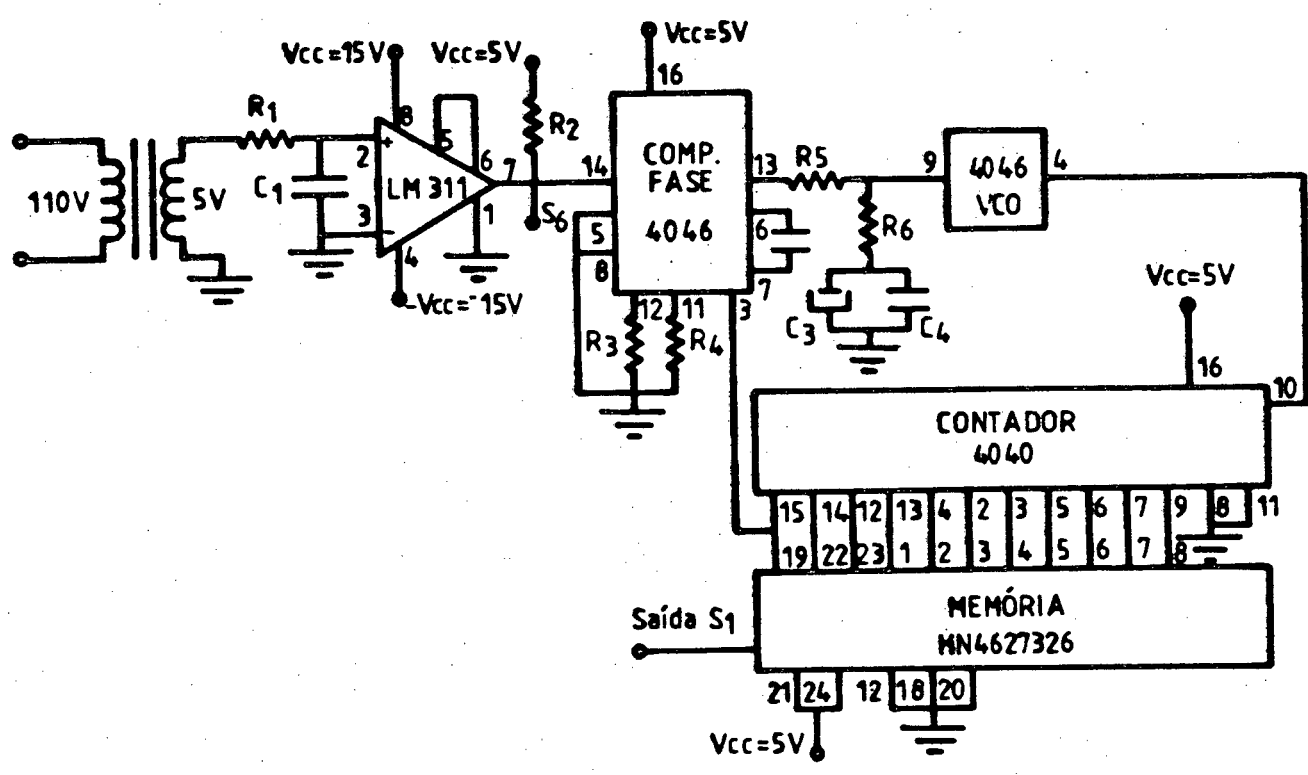 Vcc=5V
Vcc=15V
Vcc=5V
16
R1
8
5
R2
2
6
7
14
COMP.
FASE
4046
13
R5
9
4046
VCO
4
110V
5V
C1
LM 311
3
1
4
S6
5
8
6
7
R6
-Vcc=-15V
12
11
3
R3
R4
C3
C4
Vcc=5V
16
10
CONTADOR
4040
15 14 12 13 4 2 3 5 6 7 9 8 11
19 22 23 1 2 3 4 5 6 7 8
MEMÓRIA
MN4627326
Saída S1
21 24 12 18 20
Vcc=5V